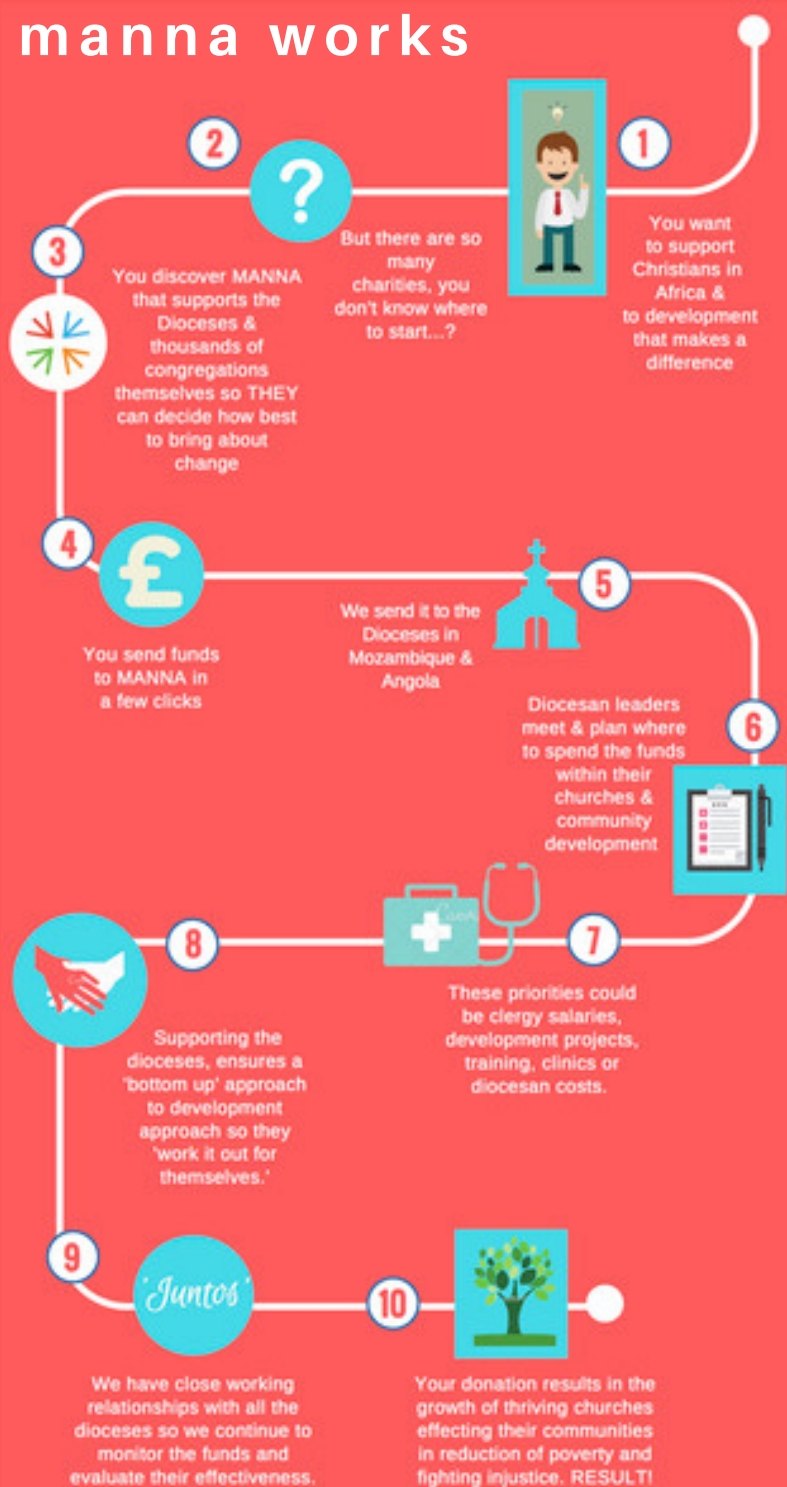 manna works
1
You want
to support
Christians in
Africa &
to development
that makes a
difference
2
But there are so
many
charities, you
don't know where
to start...?
3
You discover MANNA
that supports the
Dioceses &
thousands of
congregations
themselves so THEY
can decide how best
to bring about
change
4
£
You send funds
to MANNA in
a few clicks
5
We send it to the
Dioceses in
Mozambique &
Angola
6
Diocesan leaders
meet & plan where
to spend the funds
within their
churches &
community
development
7
These priorities could
be clergy salaries,
development projects,
training, clinics or
diocesan costs.
8
Supporting the
dioceses, ensures a
'bottom up' approach
to development
approach so they
'work it out for
themselves.'
9
'Juntos'
We have close working
relationships with all the
dioceses so we continue to
monitor the funds and
evaluate their effectiveness.
10
Your donation results in the
growth of thriving churches
effecting their communities
in reduction of poverty and
fighting injustice. RESULT!